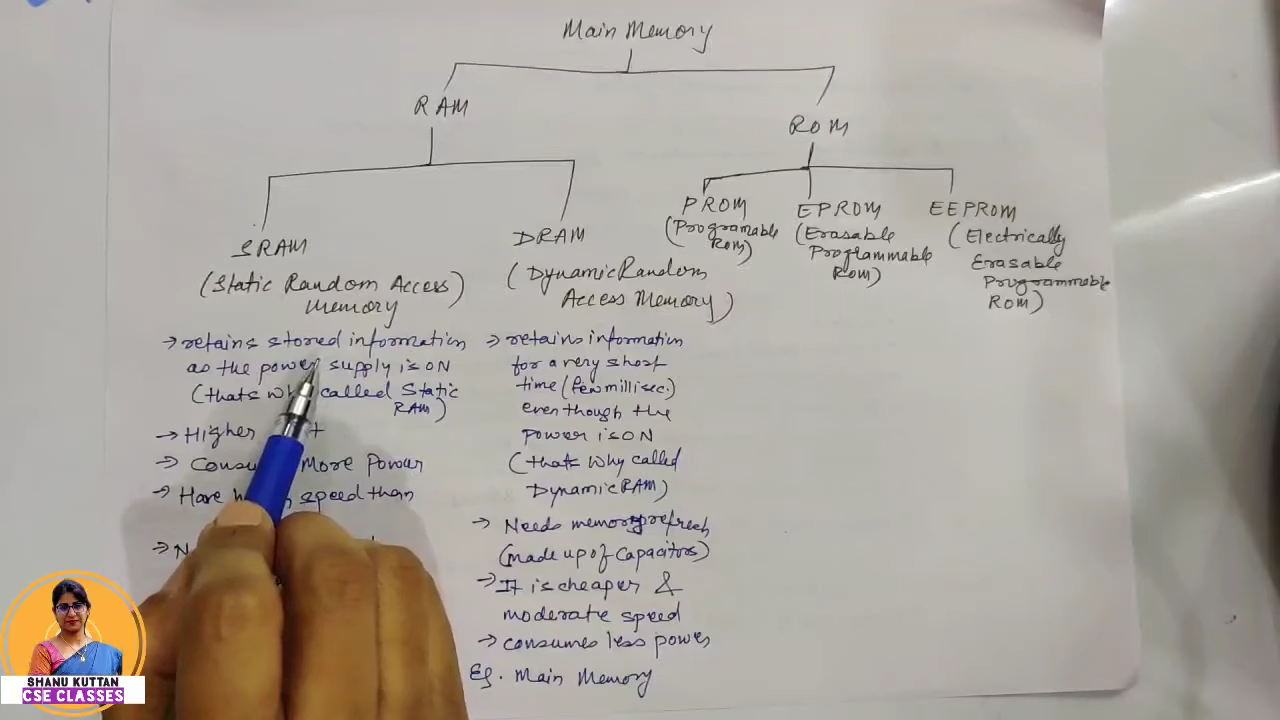 Main Memory
RAM
ROM
SRAM
(Static Random Access)
Memory
DRAM
(Dynamic Random
Access Memory)
PROM
(Programable
ROM)
EPROM
(Erasable
Programmable
ROM)
EEPROM
(Electrically
Erasable
Programmable
ROM)
→ retains stored information
as the power supply is ON
(thats called Static
RAM)
→ Higher
→ More Power
→ Have speed than
→ retains information
for a very short
time (few millisec.)
even though the
power is ON
(thats why called
Dynamic RAM)
→ Needs memory refresh
(made up of capacitors)
→ It is cheaper &
moderate speed
→ consumes less power
Eg. Main Memory
SHANU KUTTAN
CSE CLASSES